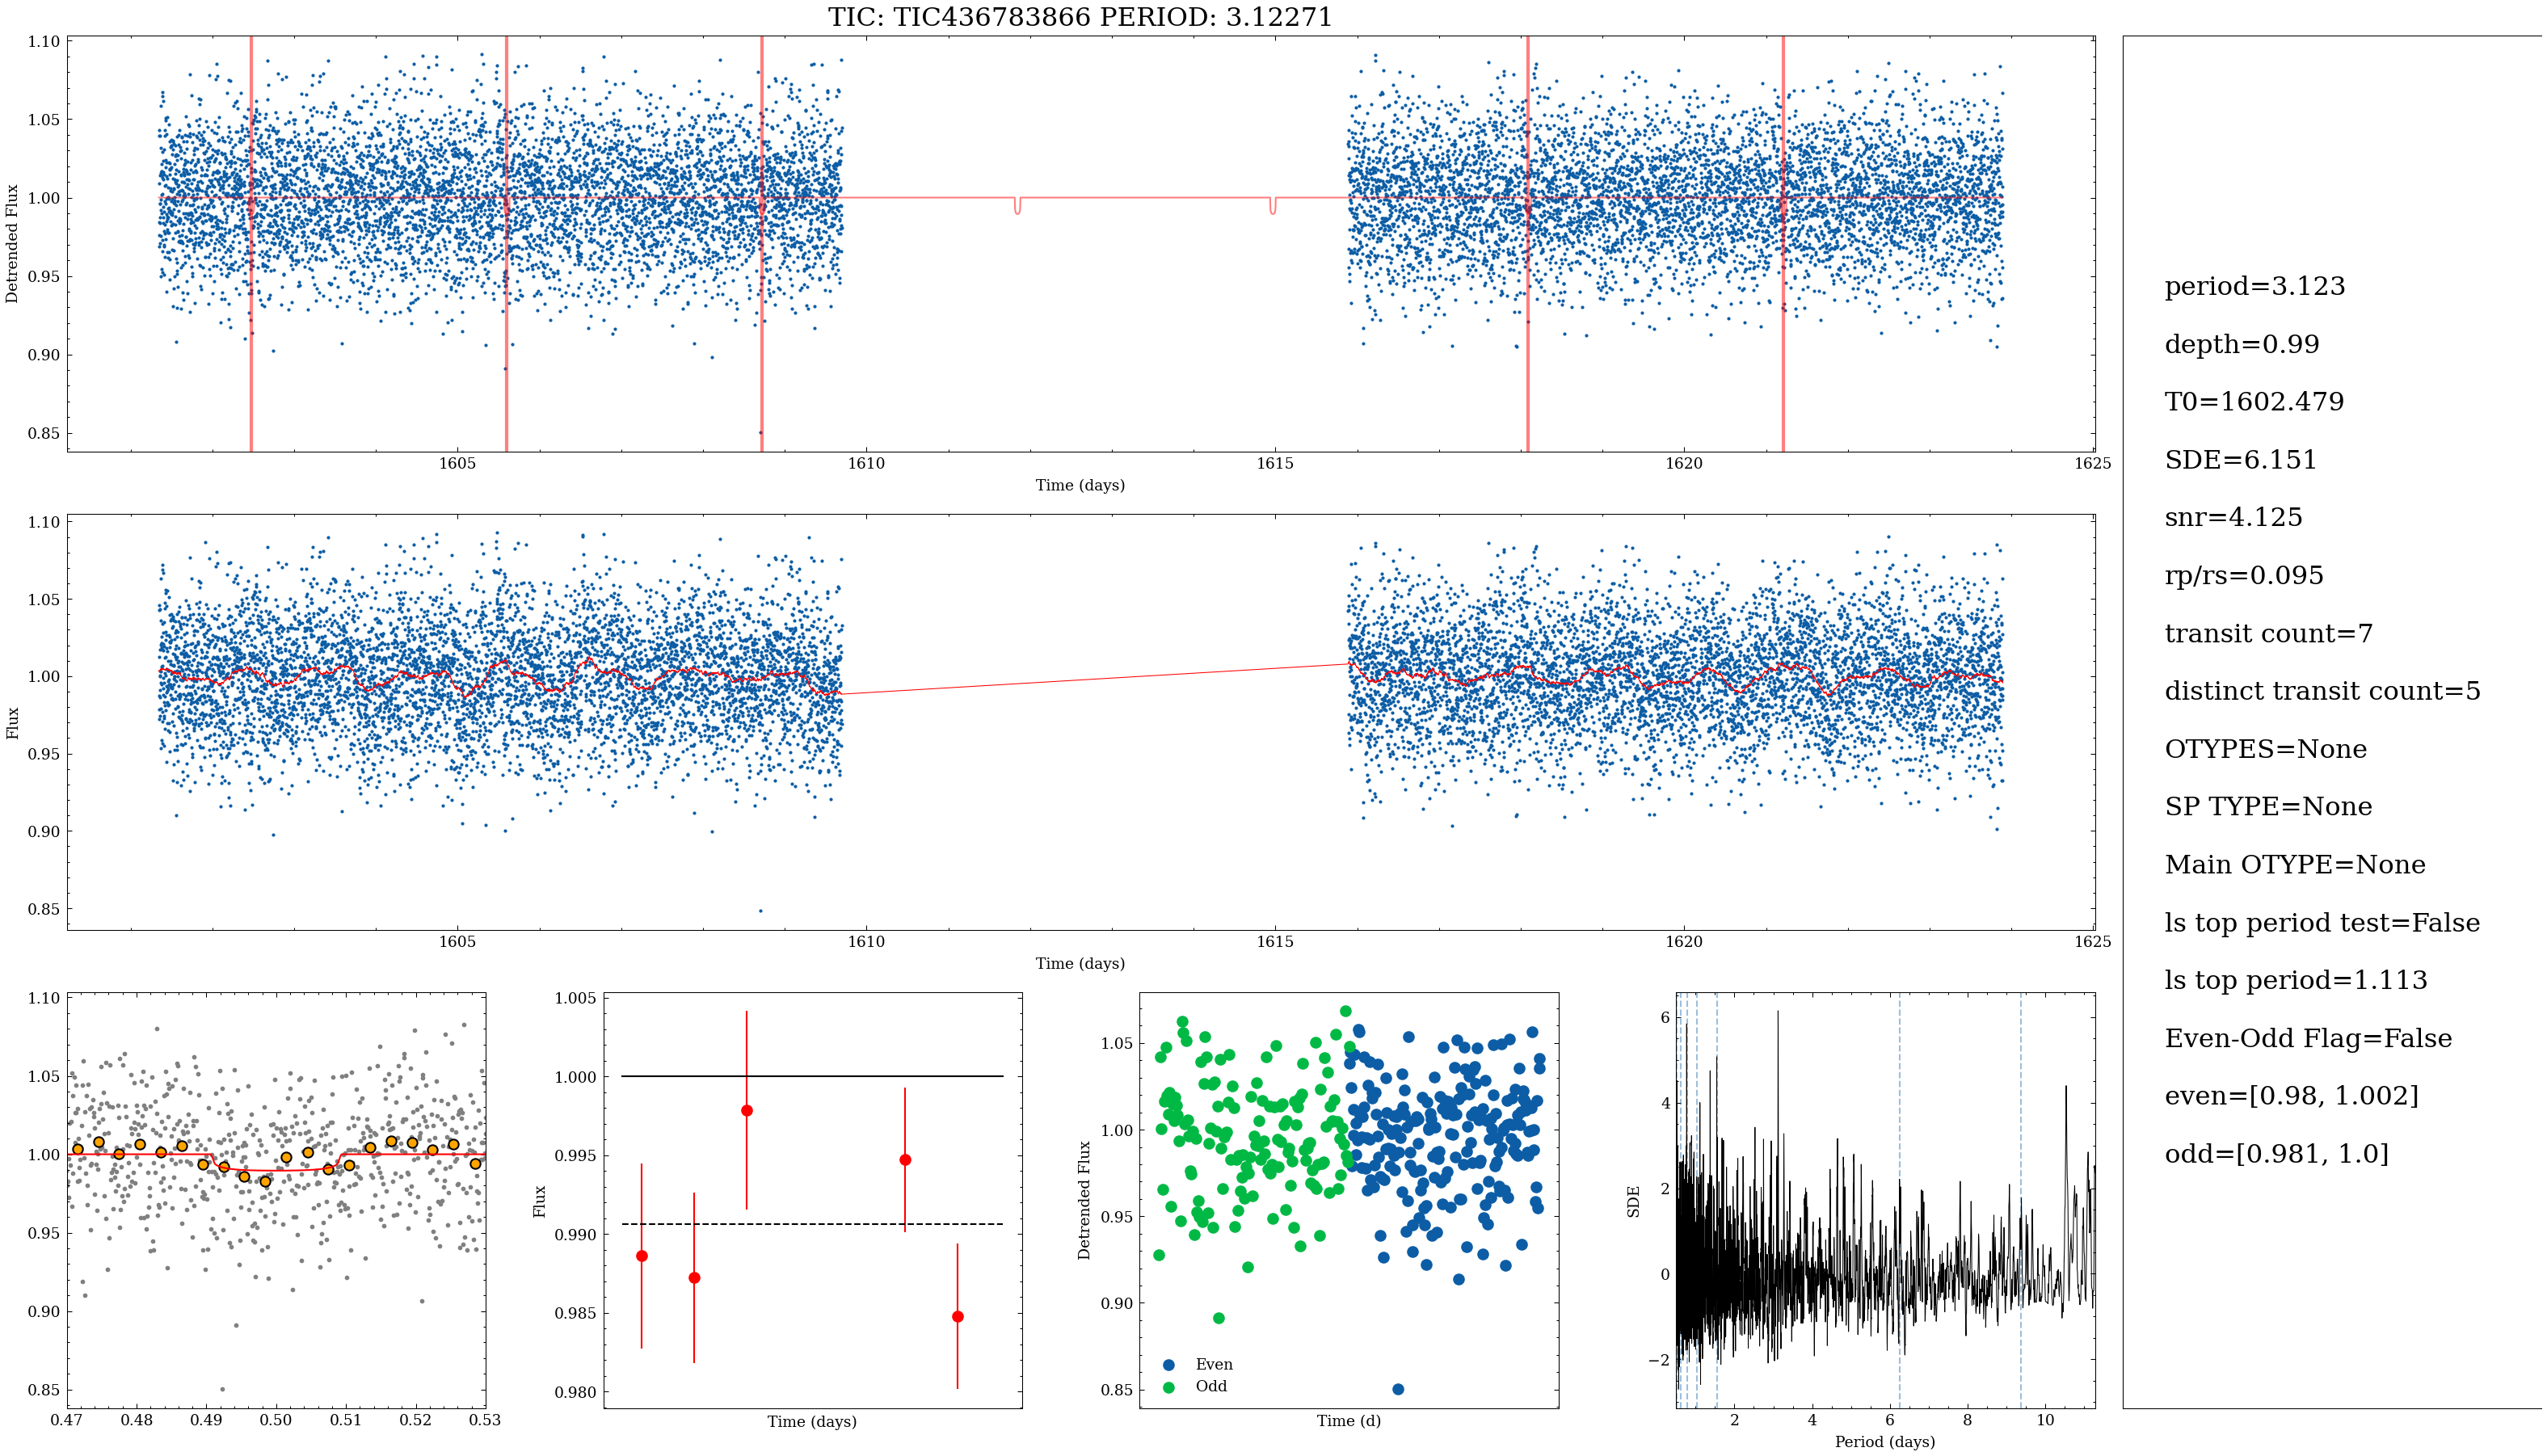 TIC: TIC436783866 PERIOD: 3.12271
1.10
1.05
1.00
0.95
0.90
0.85
Detrended Flux
1605
1610
1615
1620
1625
Time (days)
1.10
1.05
1.00
0.95
0.90
0.85
Flux
1605
1610
1615
1620
1625
Time (days)
1.10
1.05
1.00
0.95
0.90
0.85
0.47
0.48
0.49
0.50
0.51
0.52
0.53
1.005
1.000
0.995
0.990
0.985
0.980
Flux
Time (days)
1.05
1.00
0.95
0.90
0.85
Detrended Flux
Even
Odd
Time (d)
6
4
2
0
−2
SDE
2
4
6
8
10
Period (days)
period=3.123
depth=0.99
T0=1602.479
SDE=6.151
snr=4.125
rp/rs=0.095
transit count=7
distinct transit count=5
OTYPES=None
SP TYPE=None
Main OTYPE=None
ls top period test=False
ls top period=1.113
Even-Odd Flag=False
even=[0.98, 1.002]
odd=[0.981, 1.0]